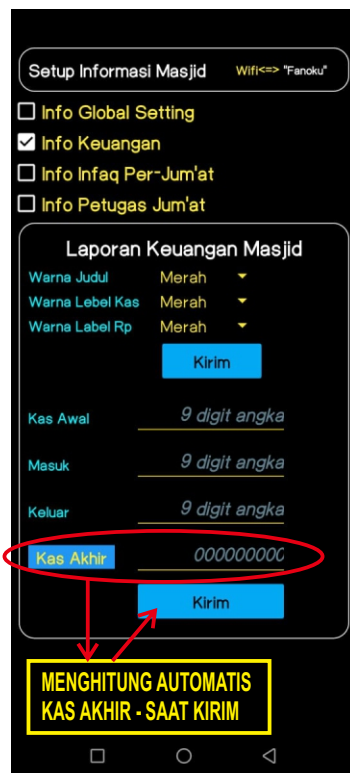 Setup Informasi Masjid Wifi<=> "Fanoku"
Info Global Setting
Info Keuangan
Info Infaq Per-Jum'at
Info Petugas Jum'at
Laporan Keuangan Masjid
Warna Judul Merah
Warna Lebel Kas Merah
Warna Label Rp Merah
Kirim
Kas Awal 9 digit angka
Masuk 9 digit angka
Keluar 9 digit angka
Kas Akhir 000000000
Kirim
MENGHITUNG AUTOMATIS
KAS AKHIR - SAAT KIRIM